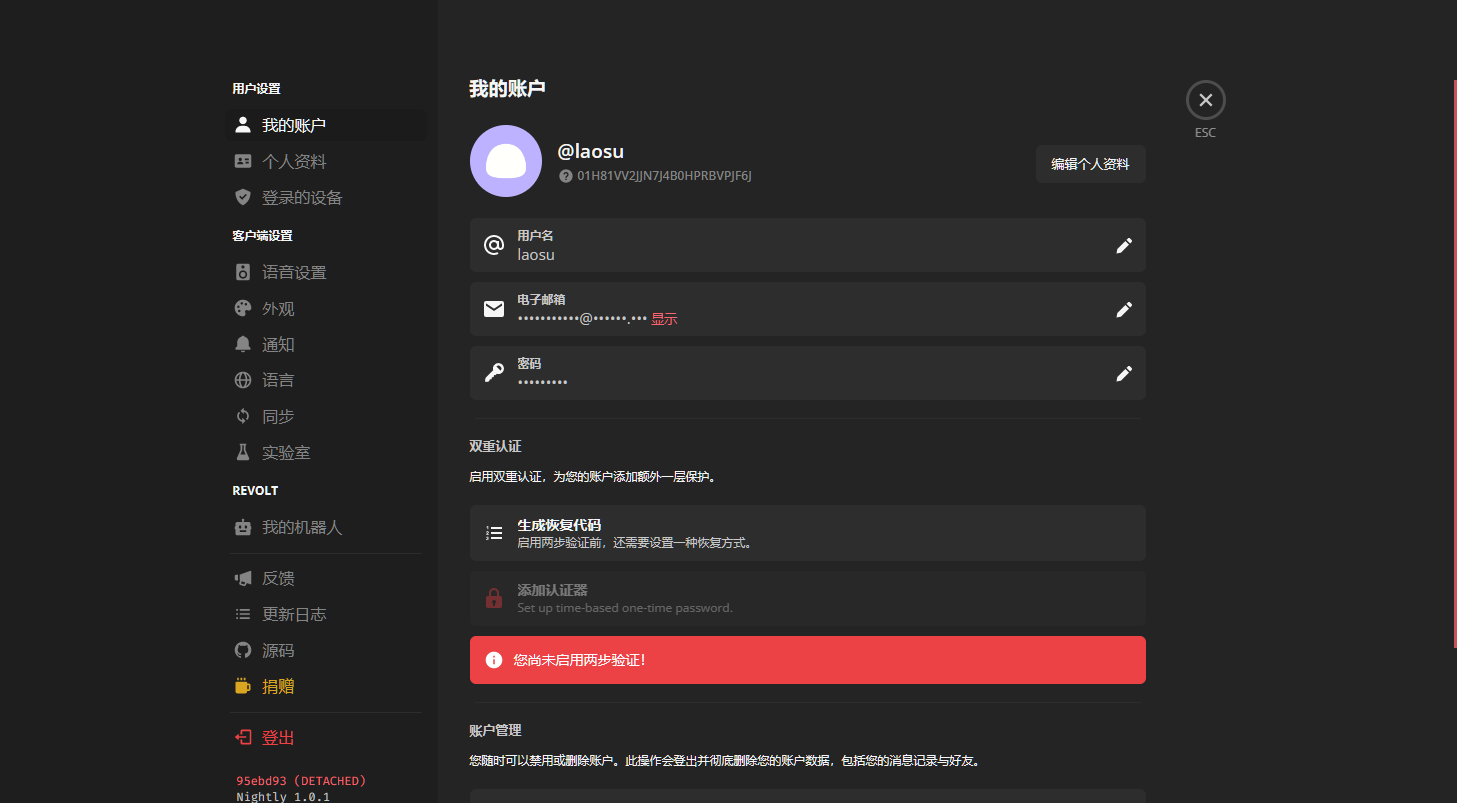 用户设置
我的账户
个人资料
登录的设备
客户端设置
语音设置
外观
通知
语言
同步
实验室
REVOLT
我的机器人
反馈
更新日志
源码
捐赠
登出
95ebd93 (DETACHED)
Nightly 1.0.1
我的账户
@laosu
01H81VV2JJN7J4B0HPRBVPJF6J
编辑个人资料
ESC
用户名
laosu
电子邮箱
•••••••••••@••••••.••• 显示
密码
•••••••••
双重认证
启用双重认证，为您的账户添加额外一层保护。
生成恢复代码
启用两步验证前，还需要设置一种恢复方式。
添加认证器
Set up time-based one-time password.
您尚未启用两步验证！
账户管理
您随时可以禁用或删除账户。此操作会登出并彻底删除您的账户数据，包括您的消息记录与好友。